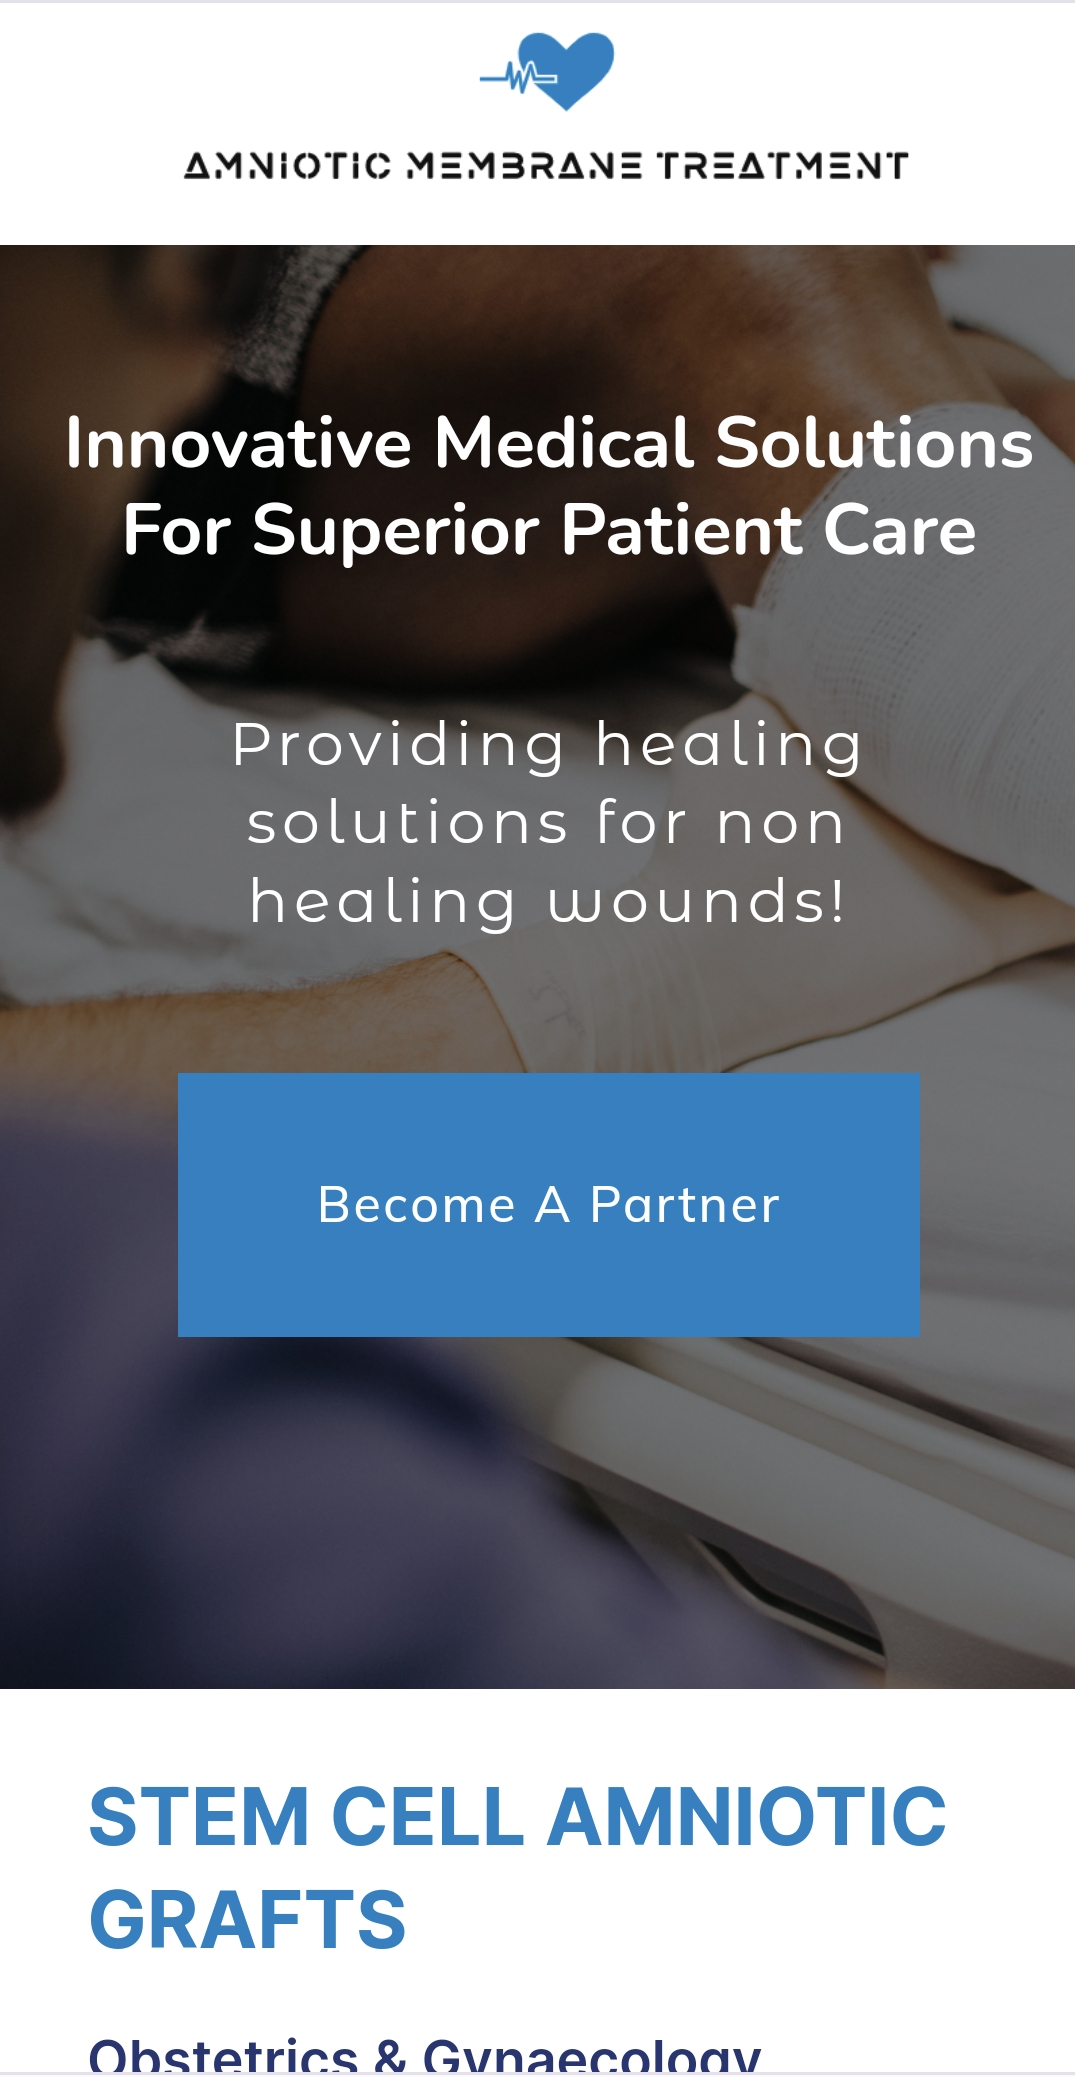 AMNIOTIC MEMBRANE TREATMENT
Innovative Medical Solutions
For Superior Patient Care
Providing healing
solutions for non
healing wounds!
Become A Partner
STEM CELL AMNIOTIC
GRAFTS
Obstetrics & Gynaecology